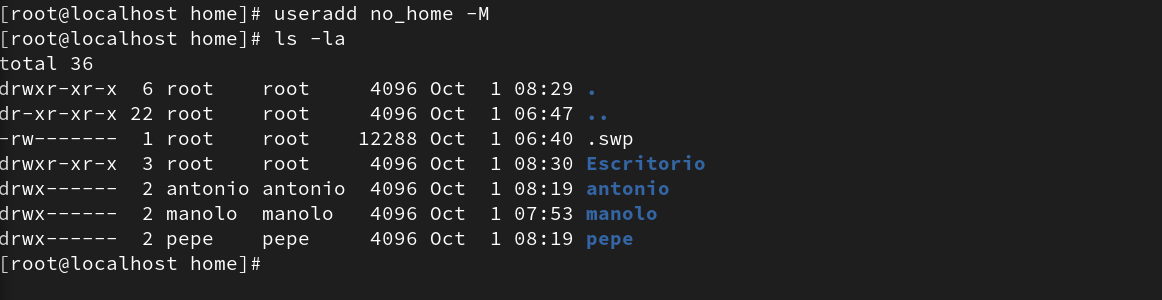 [root@localhost home]# useradd no_home -M
[root@localhost home]# ls -la
total 36
drwxr-xr-x  6 root    root     4096 Oct  1 08:29 .
dr-xr-xr-x 22 root    root     4096 Oct  1 06:47 ..
-rw-------  1 root    root    12288 Oct  1 06:40 .swp
drwxr-xr-x  3 root    root     4096 Oct  1 08:30 Escritorio
drwx------  2 antonio antonio  4096 Oct  1 08:19 antonio
drwx------  2 manolo  manolo   4096 Oct  1 07:53 manolo
drwx------  2 pepe    pepe     4096 Oct  1 08:19 pepe
[root@localhost home]#